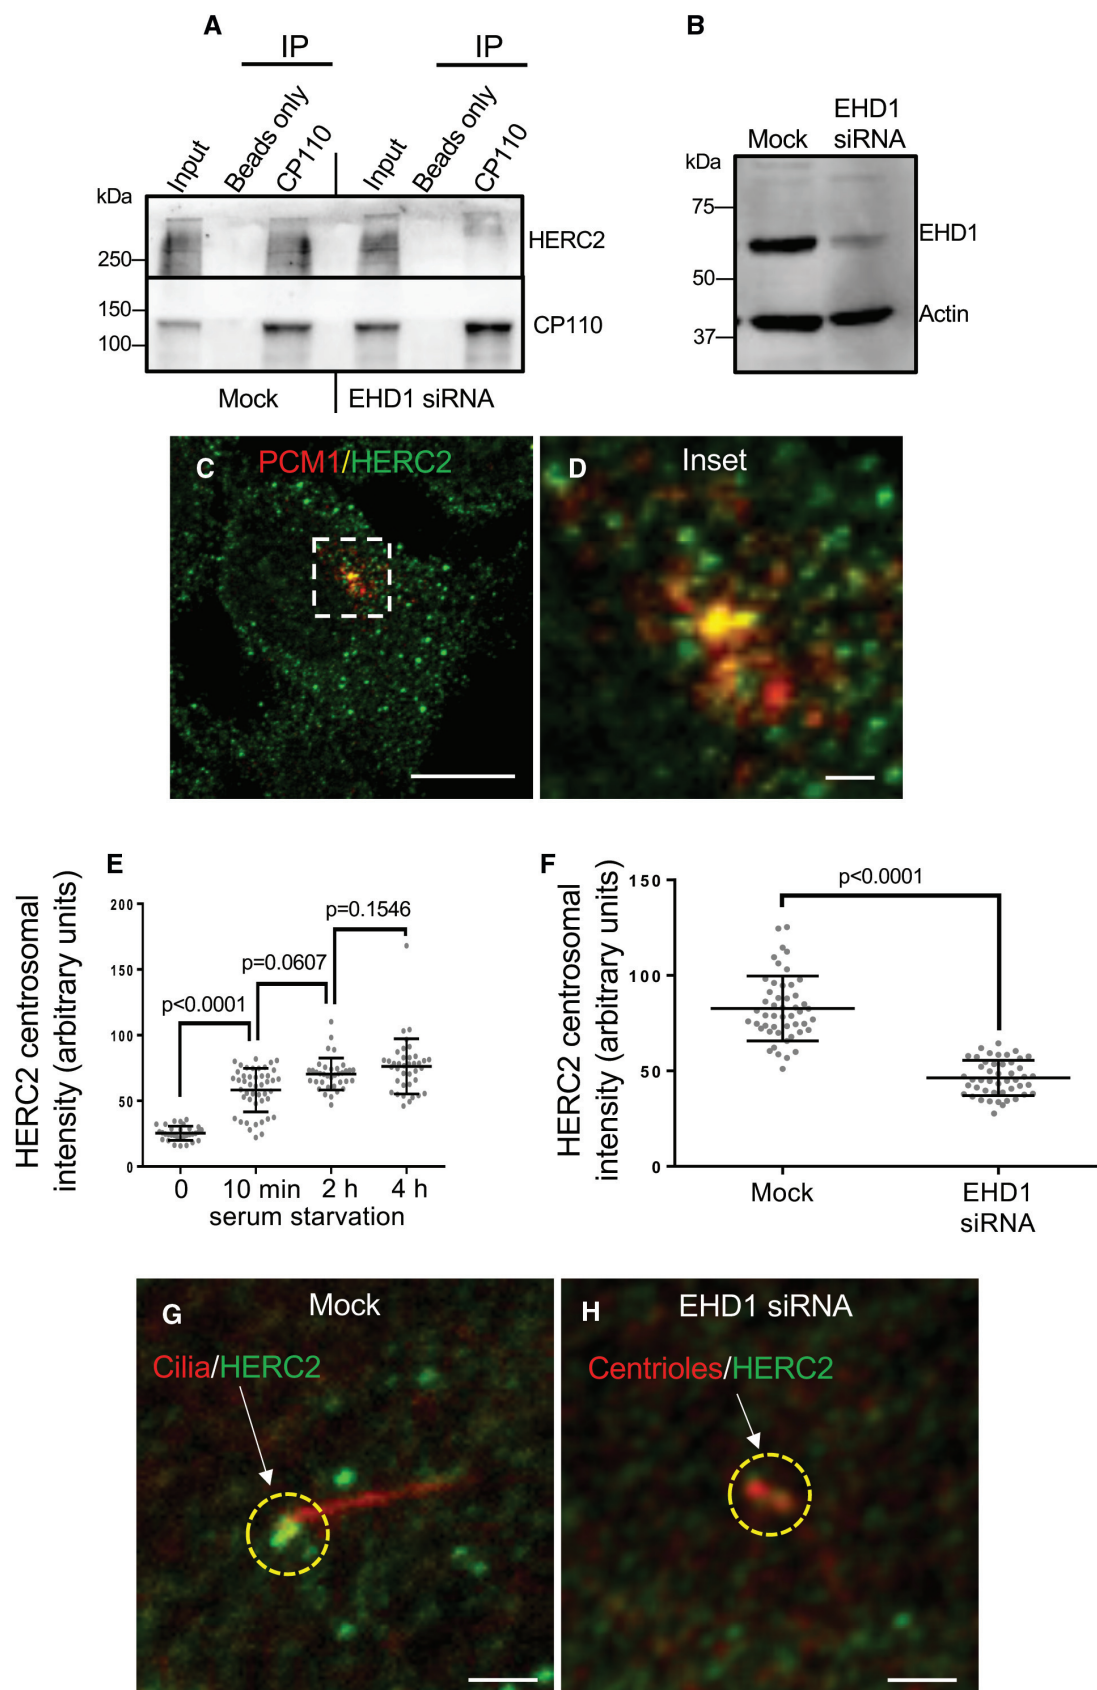 A
IP
IP
Input
Beads only
CP110
Input
Beads only
CP110
kDa
250
HERC2
150
100
CP110
Mock
EHD1 siRNA
B
Mock
EHD1
siRNA
kDa
75
EHD1
50
Actin
37
C
PCM1/HERC2
D
Inset
E
HERC2 centrosomal
intensity (arbitrary units)
200
150
100
50
0
p<0.0001
p=0.0607
p=0.1546
0
10 min
2 h
4 h
serum starvation
F
HERC2 centrosomal
intensity (arbitrary units)
150
100
50
0
p<0.0001
Mock
EHD1
siRNA
G
Mock
Cilia/HERC2
H
EHD1 siRNA
Centrioles/HERC2